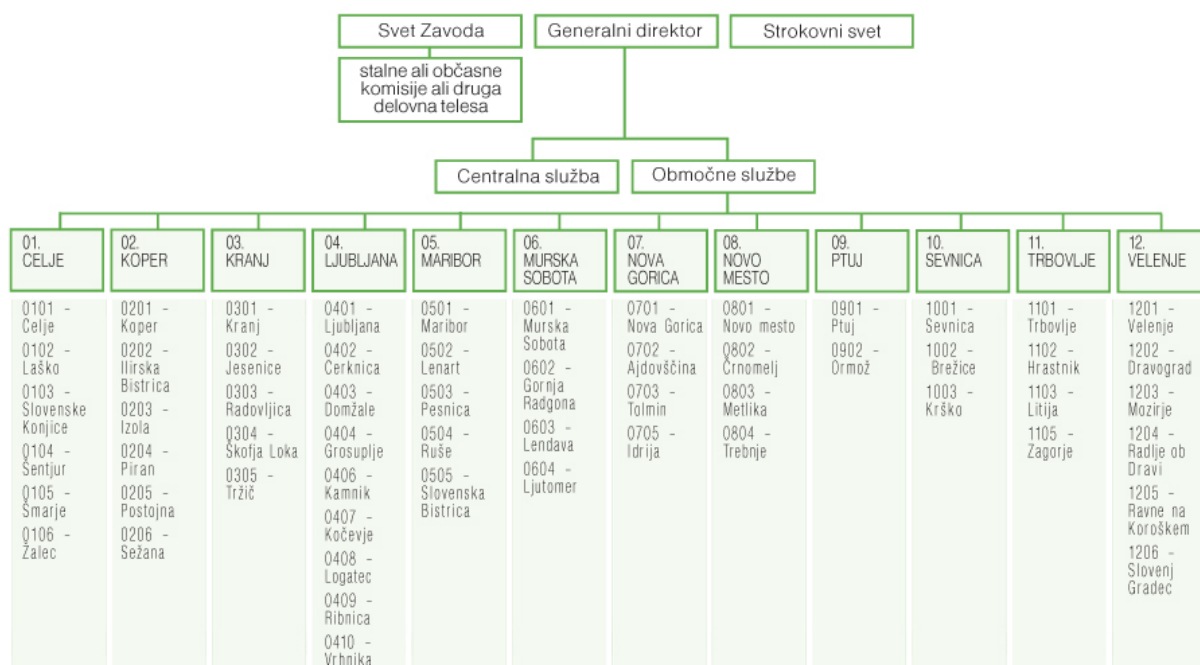 Svet Zavoda
Generalni direktor
Strokovni svet
stalne ali občasne
komisije ali druga
delovna telesa
Centralna služba
Območne službe
01.
CELJE
0101 -
Celje
0102 -
Laško
0103 -
Slovenske
Konjice
0104 -
Šentjur
0105 -
Šmarje
0106 -
Žalec
02.
KOPER
0201 -
Koper
0202 -
Ilirska
Bistrica
0203 -
Izola
0204 -
Piran
0205 -
Postojna
0206 -
Sežana
03.
KRANJ
0301 -
Kranj
0302 -
Jesenice
0303 -
Radovljica
0304 -
Škofja Loka
0305 -
Tržič
04.
LJUBLJANA
0401 -
Ljubljana
0402 -
Cerknica
0403 -
Domžale
0404 -
Grosuplje
0406 -
Kamnik
0407 -
Kočevje
0408 -
Logatec
0409 -
Ribnica
0410 -
Vrhnika
05.
MARIBOR
0501 -
Maribor
0502 -
Lenart
0503 -
Pesnica
0504 -
Ruše
0505 -
Slovenska
Bistrica
06.
MURSKA
SOBOTA
0601 -
Murska
Sobota
0602 -
Gornja
Radgona
0603 -
Lendava
0604 -
Ljutomer
07.
NOVA
GORICA
0701 -
Nova Gorica
0702 -
Ajdovščina
0703 -
Tolmin
0705 -
Idrija
08.
NOVO
MESTO
0801 -
Novo mesto
0802 -
Črnomelj
0803 -
Metlika
0804 -
Trebnje
09.
PTUJ
0901 -
Ptuj
0902 -
Ormož
10.
SEVNICA
1001 -
Sevnica
1002 -
Brežice
1003 -
Krško
11.
TRBOVLJE
1101 -
Trbovlje
1102 -
Hrastnik
1103 -
Litija
1105 -
Zagorje
12.
VELENJE
1201 -
Velenje
1202 -
Dravograd
1203 -
Mozirje
1204 -
Radlje ob
Dravi
1205 -
Ravne na
Koroškem
1206 -
Slovenj
Gradec